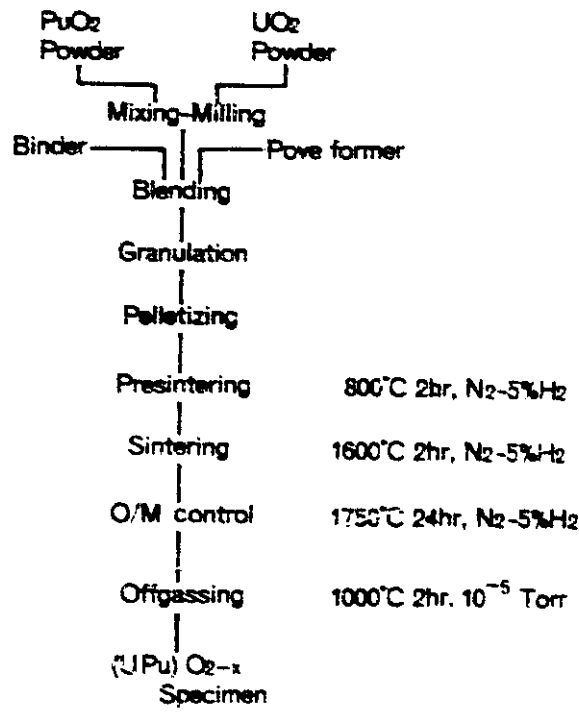 PuO2
Powder
UO2
Powder
Mixing-Milling
Binder
Pove former
Blending
Granulation
Pelletizing
Presintering 800°C 2hr, N2-5%H2
Sintering 1600°C 2hr, N2-5%H2
O/M control 1750°C 24hr, N2-5%H2
Offgassing 1000°C 2hr. 10⁻⁵ Torr
(UPu) O2-x
Specimen